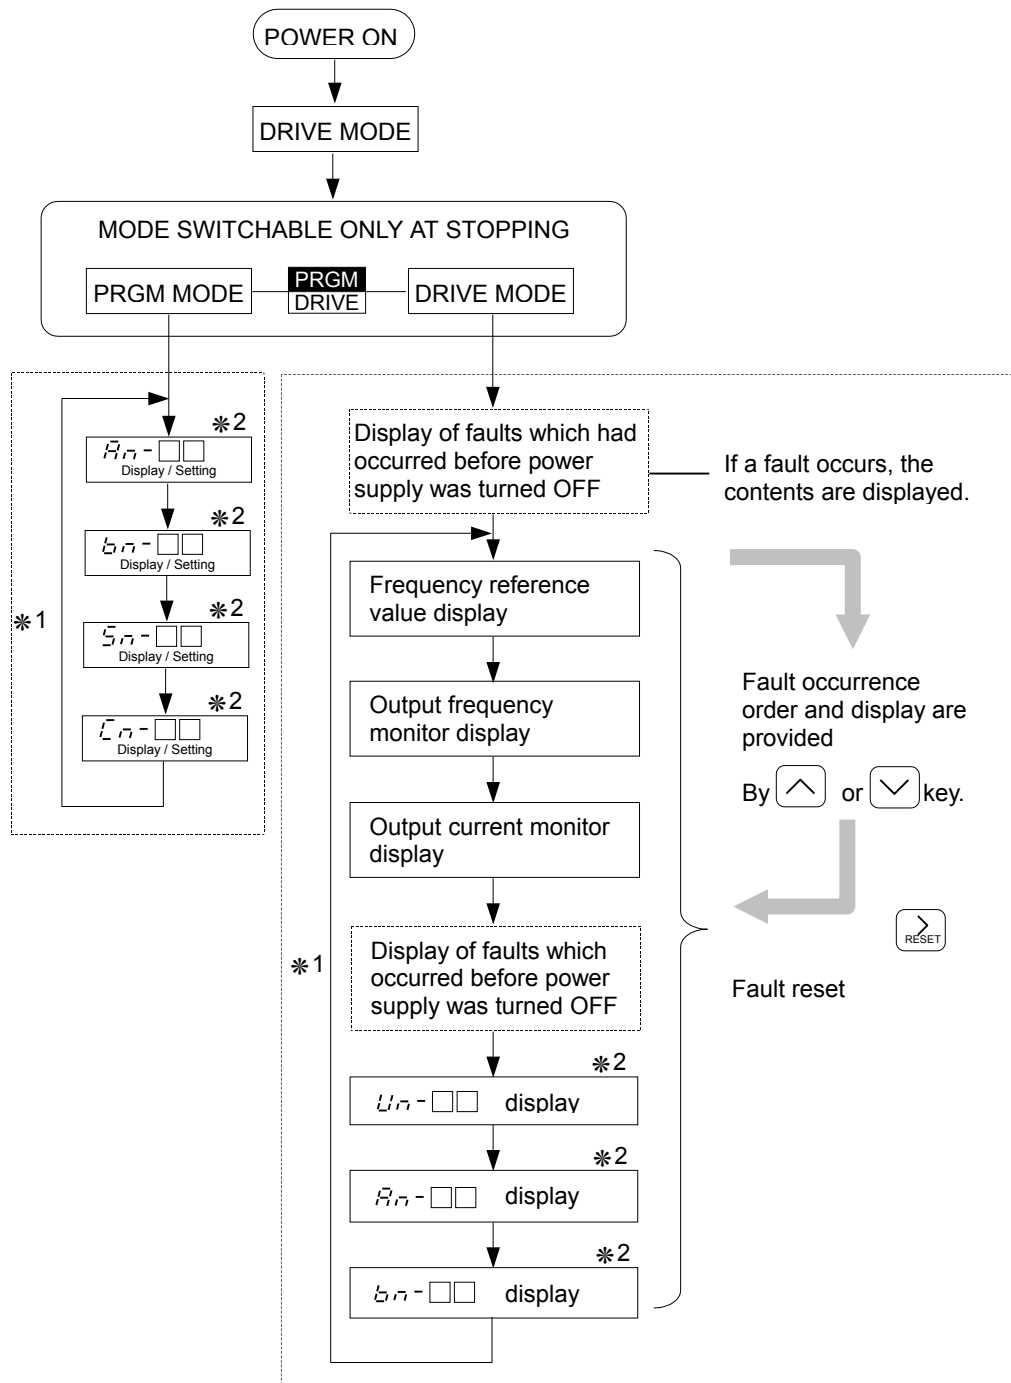 POWER ON
DRIVE MODE
MODE SWITCHABLE ONLY AT STOPPING
PRGM MODE
PRGM
DRIVE
DRIVE MODE
※1
※2
An-□□
Display / Setting
※2
bn-□□
Display / Setting
※2
Sn-□□
Display / Setting
※2
Cn-□□
Display / Setting
Display of faults which had
occurred before power
supply was turned OFF
If a fault occurs, the
contents are displayed.
※1
Frequency reference
value display
Output frequency
monitor display
Output current monitor
display
Display of faults which
occurred before power
supply was turned OFF
※2
Un-□□ display
※2
An-□□ display
※2
bn-□□ display
Fault occurrence
order and display are
provided
By or key.
RESET
Fault reset